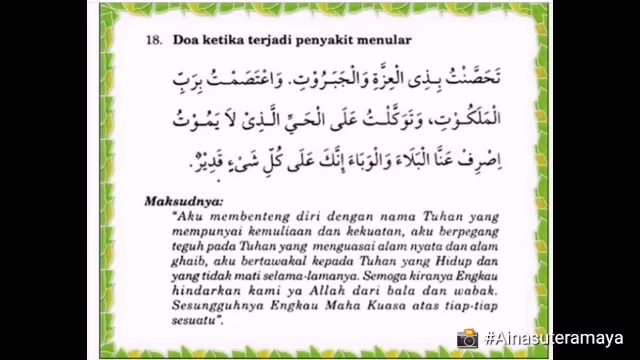 18. Doa ketika terjadi penyakit menular
تَحَصَّنْتُ بِذِى الْعِزَّةِ وَالْجَبَرُوْتِ. وَاعْتَصَمْتُ بِرَبِّ
الْمَلَكُوْتِ، وَتَوَكَّلْتُ عَلَى الْحَيِّ الَّذِىْ لَا يَمُوْتُ
اِصْرِفْ عَنَّا الْبَلَاءَ وَالْوَبَاءَ اِنَّكَ عَلَى كُلِّ شَىْءٍ قَدِيْرٌ.
Maksudnya:
"Aku membenteng diri dengan nama Tuhan yang
mempunyai kemuliaan dan kekuatan, aku berpegang
teguh pada Tuhan yang menguasai alam nyata dan alam
ghaib, aku bertawakal kepada Tuhan yang Hidup dan
yang tidak mati selama-lamanya. Semoga kiranya Engkau
hindarkan kami ya Allah dari bala dan wabak.
Sesungguhnya Engkau Maha Kuasa atas tiap-tiap
sesuatu".
#Ainasuteramaya